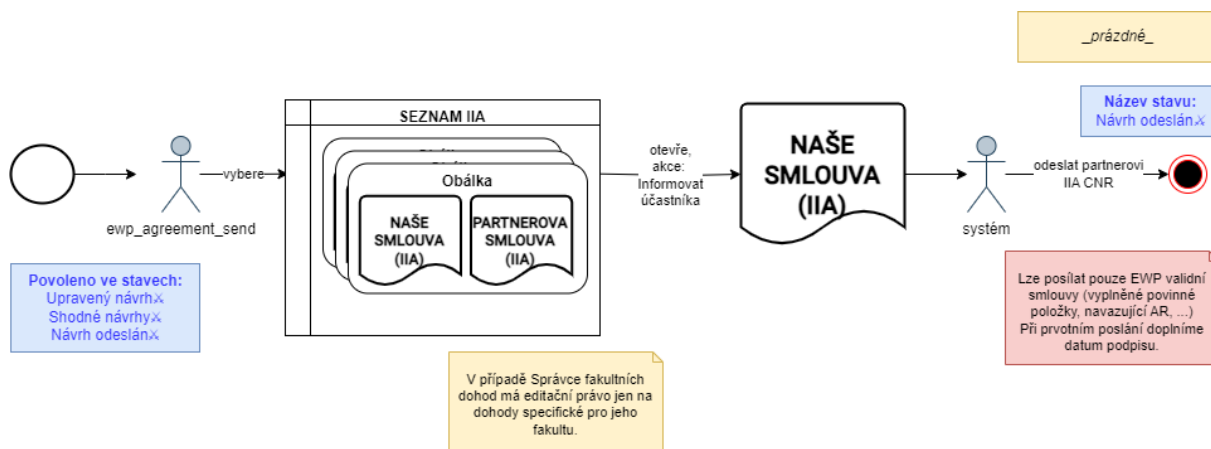 _prázdné_
Název stavu:
Návrh odeslán⚔
SEZNAM IIA
Obálka
NAŠE
SMLOUVA
(IIA)
PARTNEROVA
SMLOUVA
(IIA)
vybere
ewp_agreement_send
otevře,
akce:
Informovat
účastníka
NAŠE
SMLOUVA
(IIA)
systém
odeslat partnerovi
IIA CNR
Povoleno ve stavech:
Upravený návrh⚔
Shodné návrhy⚔
Návrh odeslán⚔
Lze posílat pouze EWP validní
smlouvy (vyplněné povinné
položky, navazující AR, ...)
Při prvotním poslání doplníme
datum podpisu.
V případě Správce fakultních
dohod má editační právo jen na
dohody specifické pro jeho
fakultu.